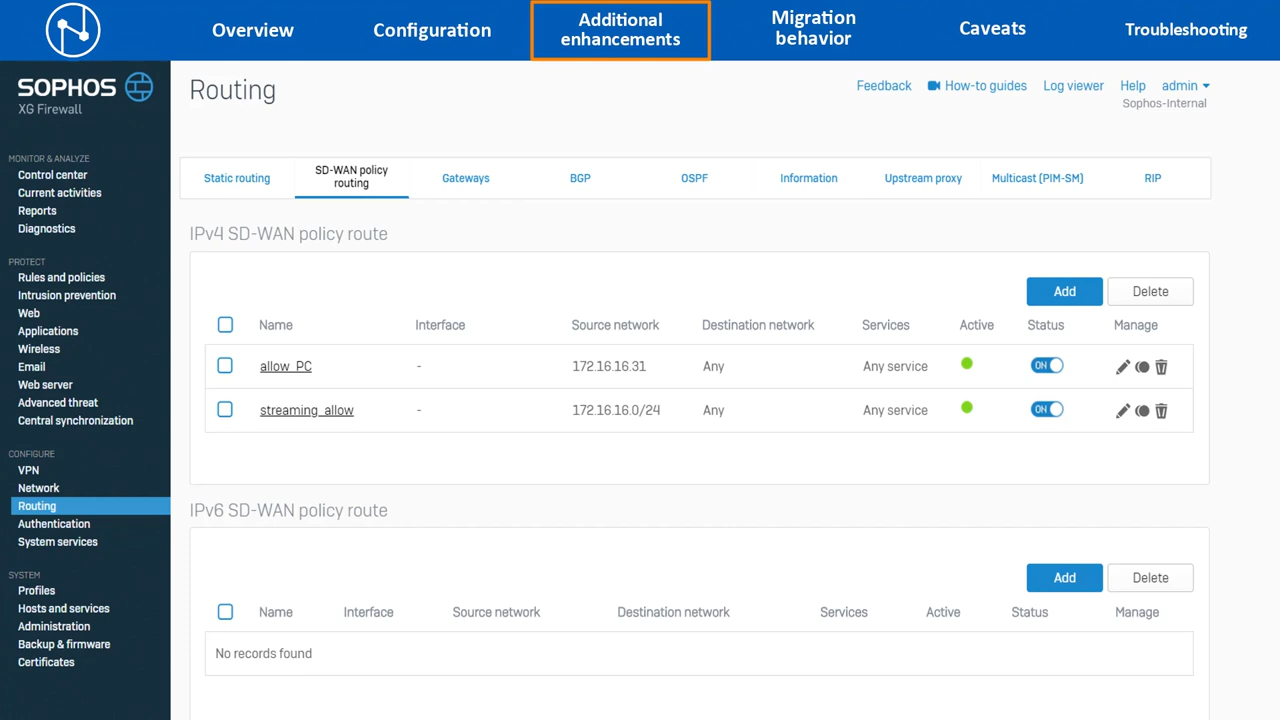 Overview
Configuration
Additional
enhancements
Migration
behavior
Caveats
Troubleshooting
SOPHOS
XG Firewall
MONITOR & ANALYZE
Control center
Current activities
Reports
Diagnostics
PROTECT
Rules and policies
Intrusion prevention
Web
Applications
Wireless
Email
Web server
Advanced threat
Central synchronization
CONFIGURE
VPN
Network
Routing
Authentication
System services
SYSTEM
Profiles
Hosts and services
Administration
Backup & firmware
Certificates
Routing
Feedback How-to guides Log viewer Help admin
Sophos-Internal
Static routing
SD-WAN policy
routing
Gateways
BGP
OSPF
Information
Upstream proxy
Multicast (PIM-SM)
RIP
IPv4 SD-WAN policy route
Add Delete
Name Interface Source network Destination network Services Active Status Manage
allow_PC - 172.16.16.31 Any Any service ON
streaming_allow - 172.16.16.0/24 Any Any service ON
IPv6 SD-WAN policy route
Add Delete
Name Interface Source network Destination network Services Active Status Manage
No records found